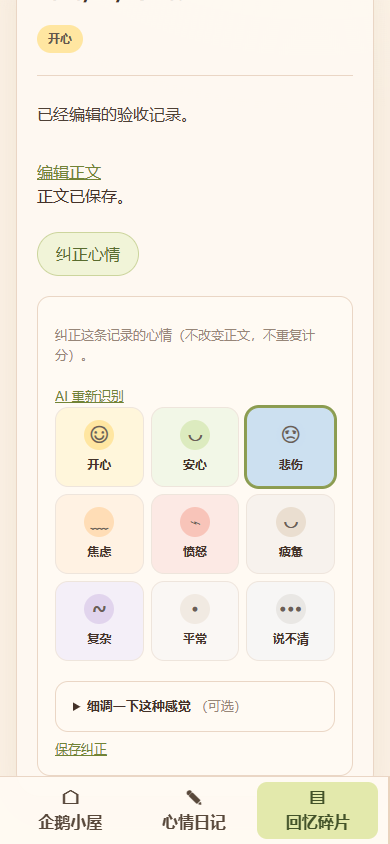 开心
已经编辑的验收记录。
编辑正文
正文已保存。
纠正心情
纠正这条记录的心情（不改变正文，不重复计
分）。
AI 重新识别
开心
安心
悲伤
焦虑
愤怒
疲惫
复杂
平常
说不清
细调一下这种感觉 （可选）
保存纠正
企鹅小屋
心情日记
回忆碎片